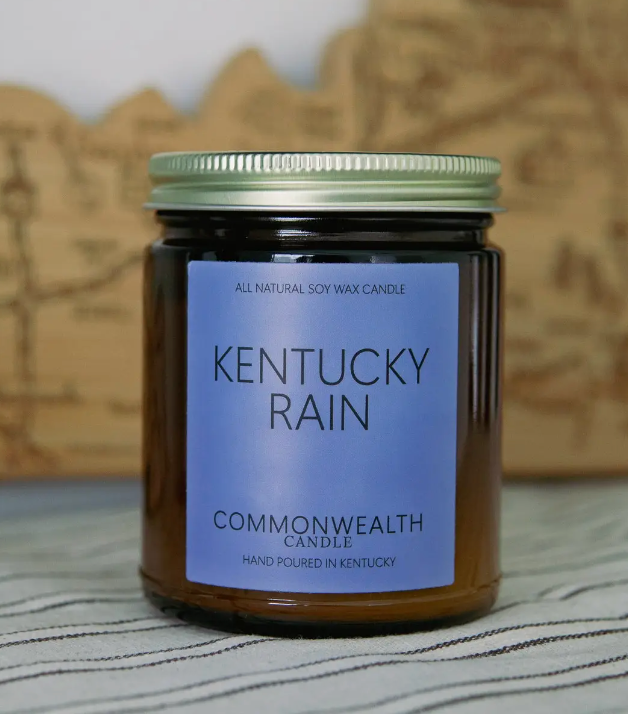 ALL NATURAL SOY WAX CANDLE
KENTUCKY
RAIN
COMMONWEALTH
CANDLE
HAND POURED IN KENTUCKY